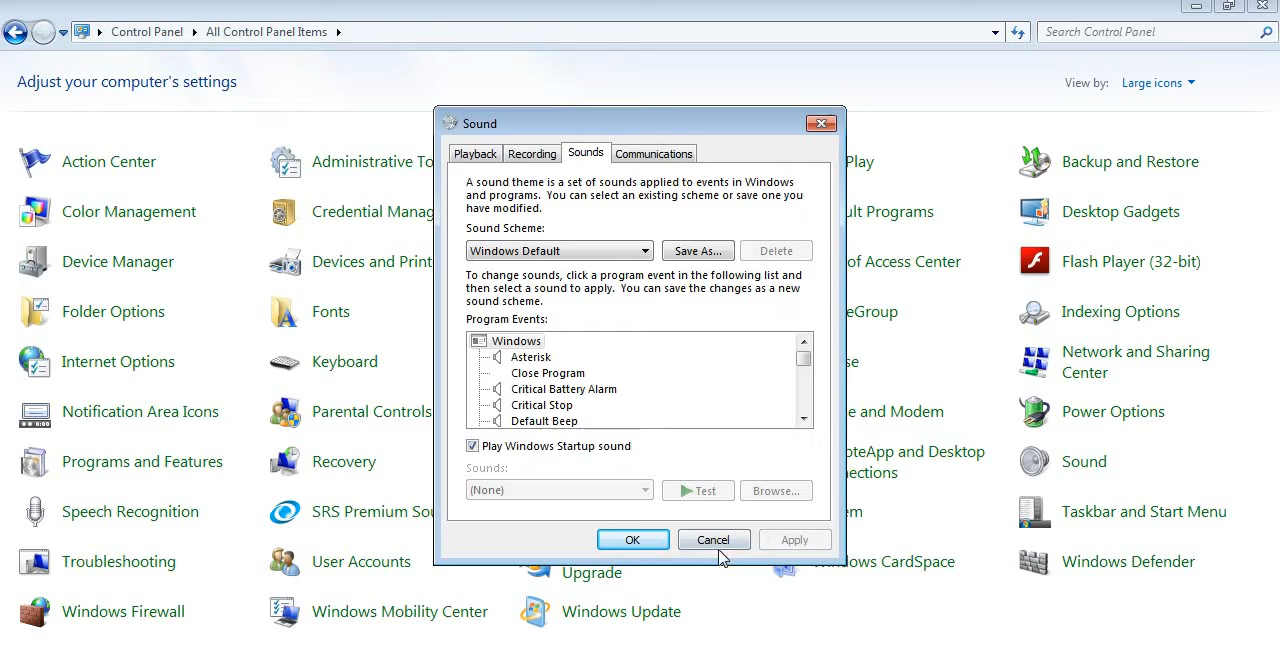 Control Panel All Control Panel Items
Search Control Panel
Adjust your computer's settings
View by: Large icons
Sound
Playback Recording Sounds Communications
A sound theme is a set of sounds applied to events in Windows
and programs. You can select an existing scheme or save one you
have modified.
Sound Scheme:
Windows Default Save As... Delete
To change sounds, click a program event in the following list and
then select a sound to apply. You can save the changes as a new
sound scheme.
Program Events:
Windows
Asterisk
Close Program
Critical Battery Alarm
Critical Stop
Default Beep
Play Windows Startup sound
Sounds:
(None) Test Browse...
OK Cancel Apply
Action Center
Administrative To
Play
Backup and Restore
Color Management
Credential Manag
ult Programs
Desktop Gadgets
Device Manager
Devices and Print
of Access Center
Flash Player (32-bit)
Folder Options
Fonts
eGroup
Indexing Options
Internet Options
Keyboard
se
Network and Sharing
Center
Notification Area Icons
Parental Controls
e and Modem
Power Options
Programs and Features
Recovery
oteApp and Desktop
nections
Sound
Speech Recognition
SRS Premium Sou
em
Taskbar and Start Menu
Troubleshooting
User Accounts
Upgrade
Windows CardSpace
Windows Defender
Windows Firewall
Windows Mobility Center
Windows Update